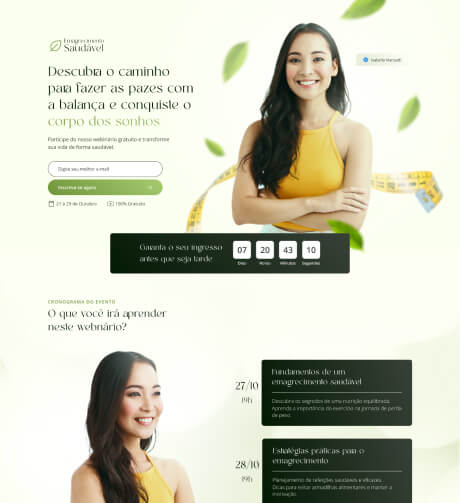 Emagrecimento
Saudável
Descubra o caminho
para fazer as pazes com
a balança e conquiste o
corpo dos sonhos
Participe do nosso webinário gratuito e transforme
sua vida de forma saudável.
Digite seu melhor e-mail
Inscreva-se agora
21 à 29 de Outubro
100% Gratuito
Isabella Marquetti
Garanta o seu ingresso
antes que seja tarde
07 20 43 10
Dias Horas Minutos Segundos
CRONOGRAMA DO EVENTO
O que você irá aprender
neste webnário?
27/10
19h
Fundamentos de um
emagrecimento saudável
Descubra os segredos de uma nutrição equilibrada.
Aprenda a importância do exercício na jornada de perda
de peso.
28/10
19h
Estratégias práticas para o
emagrecimento
Planejamento de refeições saudáveis e eficazes.
Dicas para evitar armadilhas alimentares e manter a
motivação.